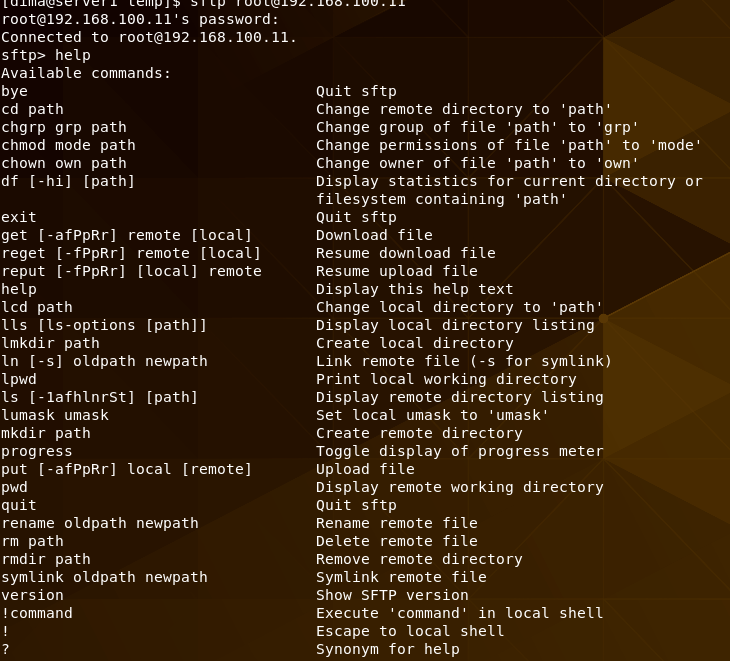 [dima@server1 temp]$ sftp root@192.168.100.11
root@192.168.100.11's password:
Connected to root@192.168.100.11.
sftp> help
Available commands:
bye                                Quit sftp
cd path                            Change remote directory to 'path'
chgrp grp path                     Change group of file 'path' to 'grp'
chmod mode path                    Change permissions of file 'path' to 'mode'
chown own path                     Change owner of file 'path' to 'own'
df [-hi] [path]                    Display statistics for current directory or
                                   filesystem containing 'path'
exit                               Quit sftp
get [-afPpRr] remote [local]       Download file
reget [-fPpRr] remote [local]      Resume download file
reput [-fPpRr] [local] remote      Resume upload file
help                               Display this help text
lcd path                           Change local directory to 'path'
lls [ls-options [path]]            Display local directory listing
lmkdir path                        Create local directory
ln [-s] oldpath newpath            Link remote file (-s for symlink)
lpwd                               Print local working directory
ls [-1afhlnrSt] [path]             Display remote directory listing
lumask umask                       Set local umask to 'umask'
mkdir path                         Create remote directory
progress                           Toggle display of progress meter
put [-afPpRr] local [remote]       Upload file
pwd                                Display remote working directory
quit                               Quit sftp
rename oldpath newpath             Rename remote file
rm path                            Delete remote file
rmdir path                         Remove remote directory
symlink oldpath newpath            Symlink remote file
version                            Show SFTP version
!command                           Execute 'command' in local shell
!                                  Escape to local shell
?                                  Synonym for help